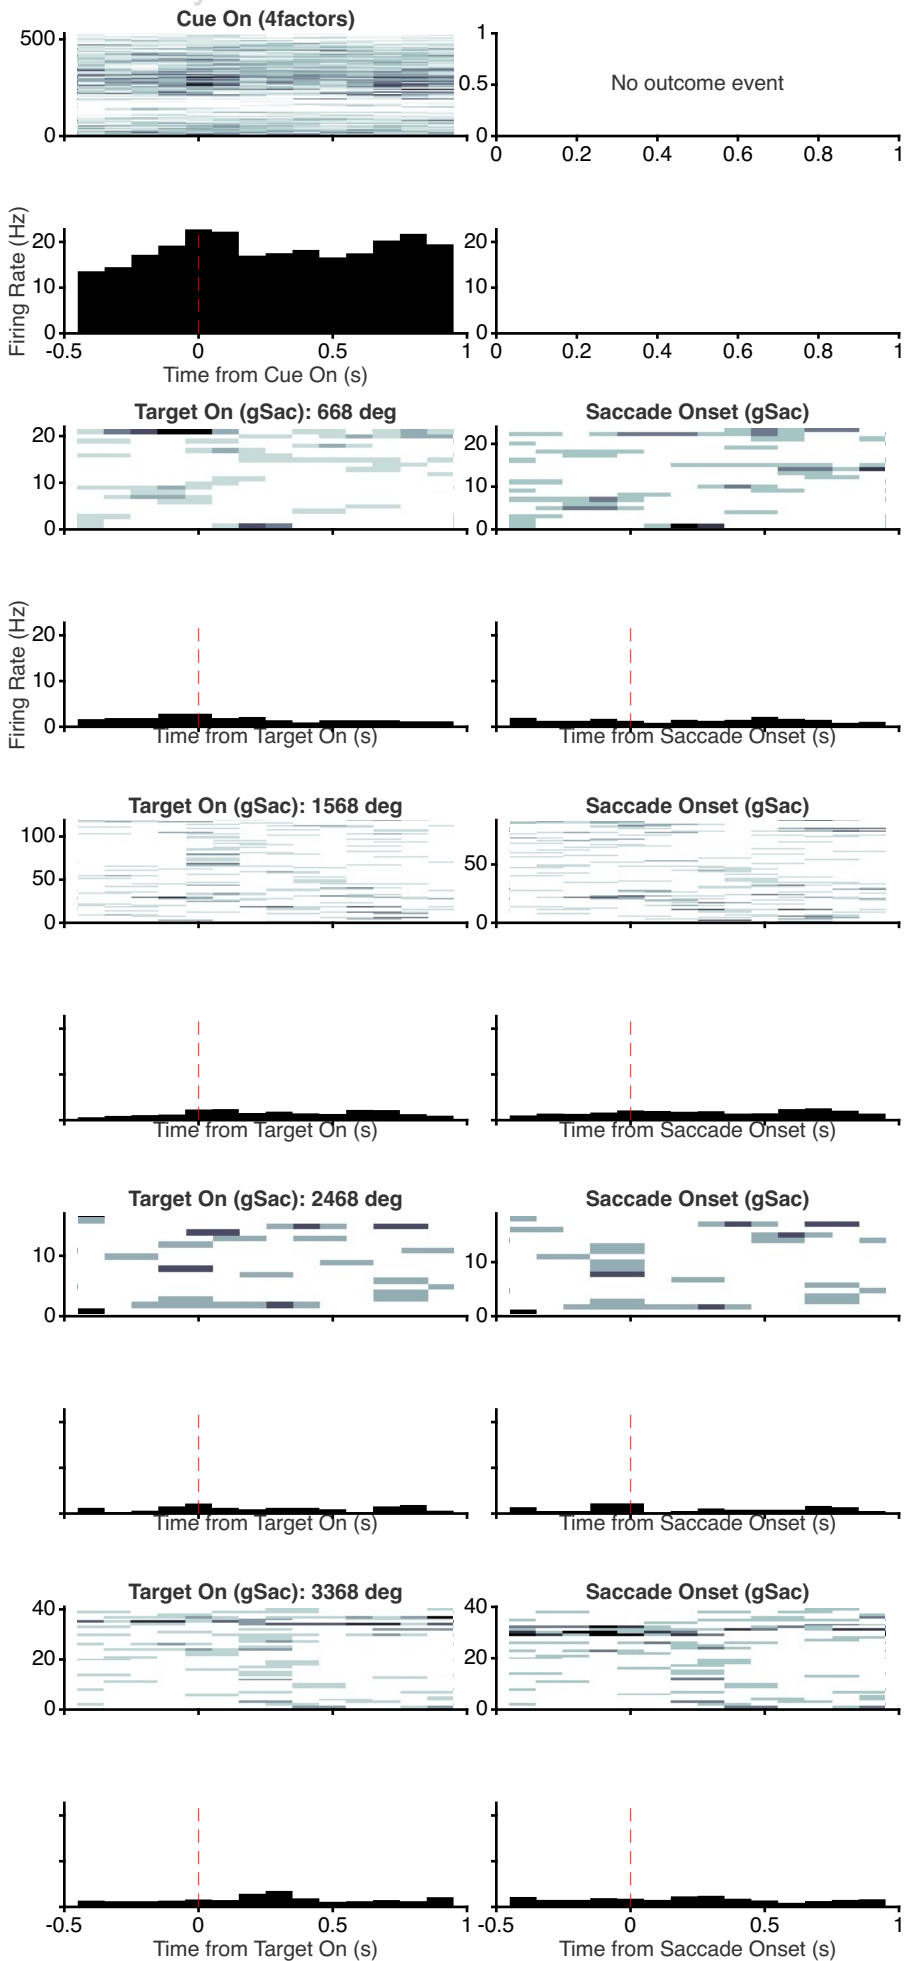 Cue On (4factors)
500
0
1
0.5
0
No outcome event
0 0.2 0.4 0.6 0.8 1
Firing Rate (Hz)
20
10
0
-0.5 0 0.5 1
Time from Cue On (s)
20
10
0
0 0.2 0.4 0.6 0.8 1
Target On (gSac): 668 deg
20
10
0
Saccade Onset (gSac)
20
10
0
Firing Rate (Hz)
20
10
0
Time from Target On (s)
Time from Saccade Onset (s)
Target On (gSac): 1568 deg
100
50
0
Saccade Onset (gSac)
50
0
Time from Target On (s)
Time from Saccade Onset (s)
Target On (gSac): 2468 deg
10
0
Saccade Onset (gSac)
10
0
Time from Target On (s)
Time from Saccade Onset (s)
Target On (gSac): 3368 deg
40
20
0
Saccade Onset (gSac)
40
20
0
-0.5 0 0.5 1
Time from Target On (s)
-0.5 0 0.5 1
Time from Saccade Onset (s)